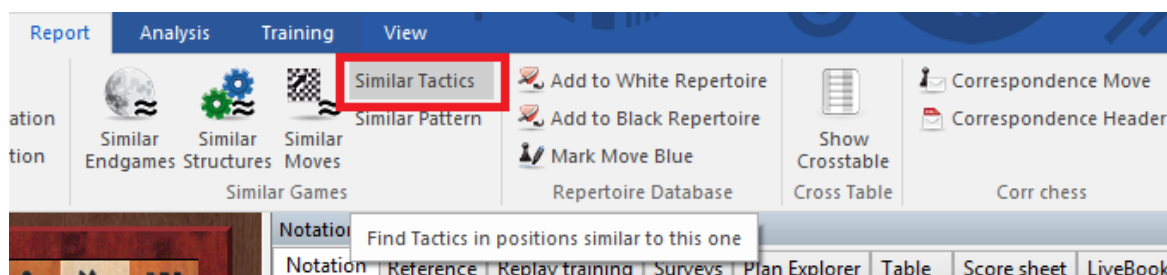 Report Analysis Training View
ation
tion
Similar Endgames
Similar Structures
Similar Moves
Similar Tactics
Similar Pattern
Similar Games
Add to White Repertoire
Add to Black Repertoire
Mark Move Blue
Repertoire Database
Show Crosstable
Cross Table
Correspondence Move
Correspondence Header
Corr chess
Notation
Find Tactics in positions similar to this one
Notation Reference Replay training Surveys Plan Explorer Table Score sheet LiveBook